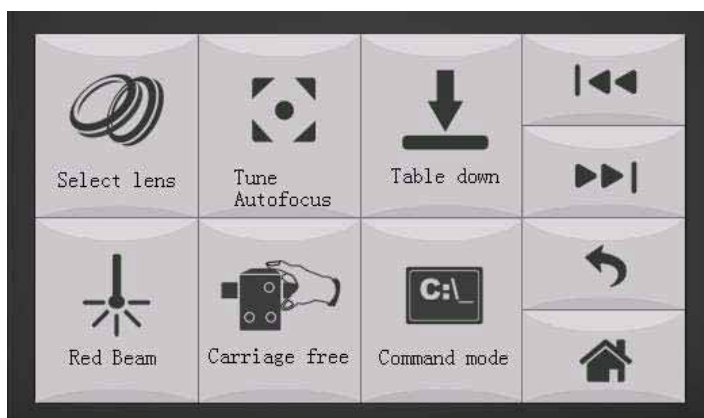 Select lens
Tune
Autofocus
Table down
Red Beam
Carriage free
C:\_
Command mode